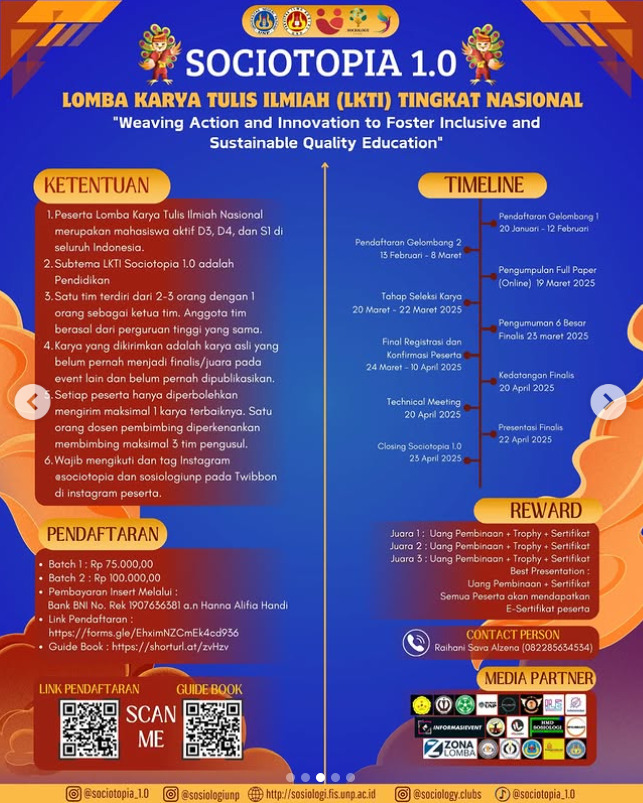 SOCIOTOPIA 1.0
LOMBA KARYA TULIS ILMIAH (LKTI) TINGKAT NASIONAL
"Weaving Action and Innovation to Foster Inclusive and
Sustainable Quality Education"
KETENTUAN
1. Peserta Lomba Karya Tulis Ilmiah Nasional
merupakan mahasiswa aktif D3, D4, dan S1 di
seluruh Indonesia.
2. Subtema LKTI Sociotopia 1.0 adalah
Pendidikan
3. Satu tim terdiri dari 2-3 orang dengan 1
orang sebagai ketua tim. Anggota tim
berasal dari perguruan tinggi yang sama.
4. Karya yang dikirimkan adalah karya asli yang
belum pernah menjadi finalis/juara pada
event lain dan belum pernah dipublikasikan.
5. Setiap peserta hanya diperbolehkan
mengirim maksimal 1 karya terbaiknya. Satu
orang dosen pembimbing diperkenankan
membimbing maksimal 3 tim pengusul.
6. Wajib mengikuti dan tag Instagram
@sociotopia dan sosiologiunp pada Twibbon
di instagram peserta.
PENDAFTARAN
• Batch 1 : Rp 75.000,00
• Batch 2 : Rp 100.000,00
• Pembayaran Insert Melalui :
Bank BNI No. Rek 1907636381 a.n Hanna Alifia Handi
• Link Pendaftaran :
https://forms.gle/EhximNZCmEk4cd936
• Guide Book : https://shorturl.at/zvHzv
LINK PENDAFTARAN
GUIDE BOOK
SCAN
ME
TIMELINE
Pendaftaran Gelombang 1
20 Januari - 12 Februari
Pendaftaran Gelombang 2
13 Februari - 8 Maret
Pengumpulan Full Paper
(Online) 19 Maret 2025
Tahap Seleksi Karya
20 Maret - 22 Maret 2025
Pengumuman 6 Besar
Finalis 23 maret 2025
Final Registrasi dan
Konfirmasi Peserta
24 Maret - 10 April 2025
Kedatangan Finalis
20 April 2025
Technical Meeting
20 April 2025
Presentasi Finalis
22 April 2025
Closing Sociotopia 1.0
23 April 2025
REWARD
Juara 1 : Uang Pembinaan + Trophy + Sertifikat
Juara 2 : Uang Pembinaan + Trophy + Sertifikat
Juara 3 : Uang Pembinaan + Trophy + Sertifikat
Best Presentation :
Uang Pembinaan + Sertifikat
Semua Peserta akan mendapatkan
E-Sertifikat peserta
CONTACT PERSON
Raihani Sava Alzena (082285634534)
MEDIA PARTNER
INFORMASIEVENT
HMD
SOSIOLOGI
ZONA
LOMBA
@sociotopia_1.0
@sosiologiunp
http://sosiologi.fis.unp.ac.id
@sociology.clubs
@sociotopia_1.0